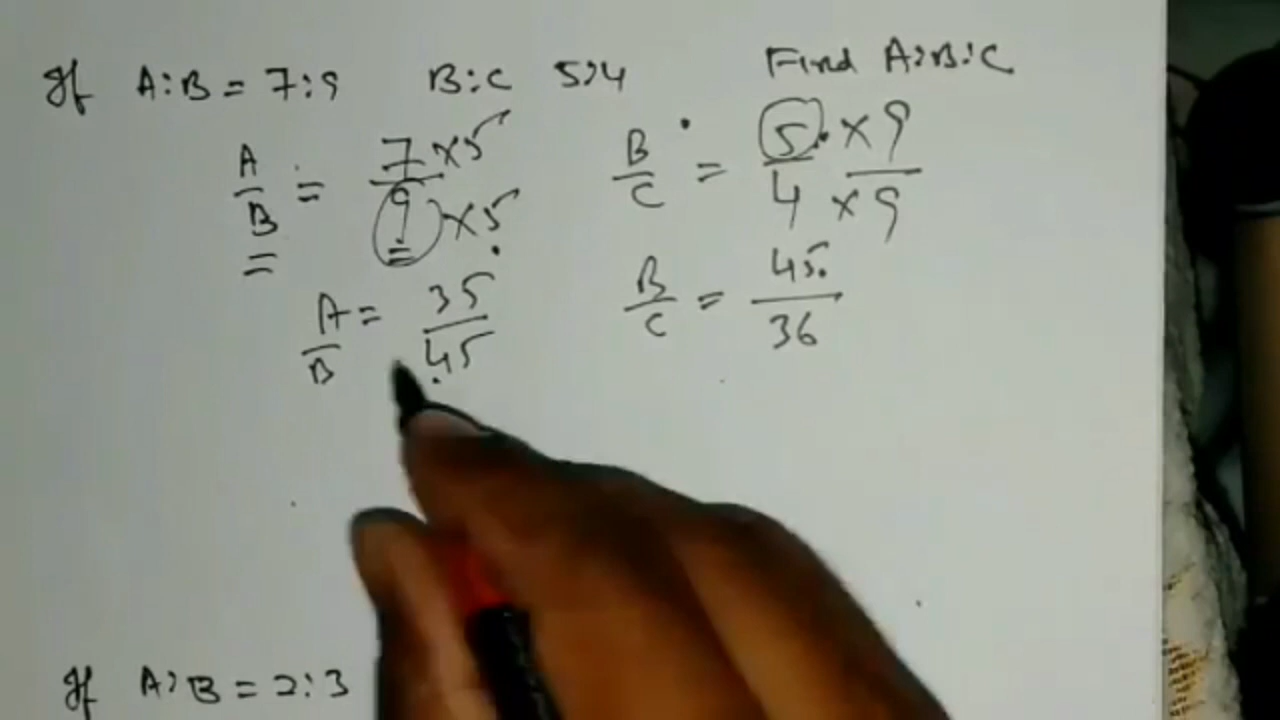 If A:B = 7:9 B:C 5:4 Find A:B:C
A/B = 7×5/9×5 B/C = 5×9/4×9
A/B = 35/45 B/C = 45/36
If A:B = 2:3